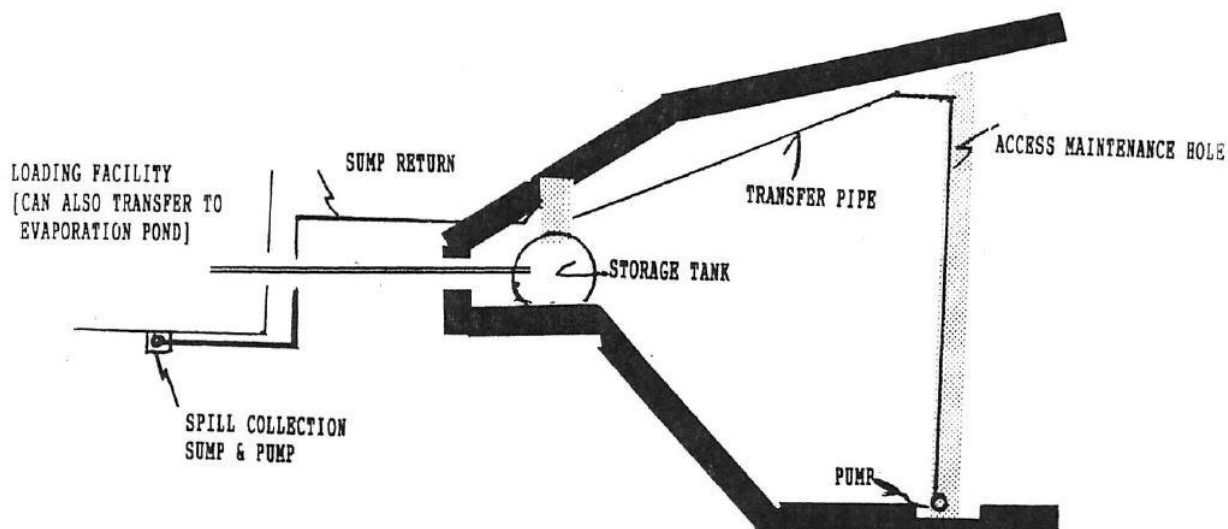 LOADING FACILITY
[CAN ALSO TRANSFER TO
EVAPORATION POND]
SUMP RETURN
ACCESS MAINTENANCE HOLE
TRANSFER PIPE
STORAGE TANK
SPILL COLLECTION
SUMP & PUMP
PUMP